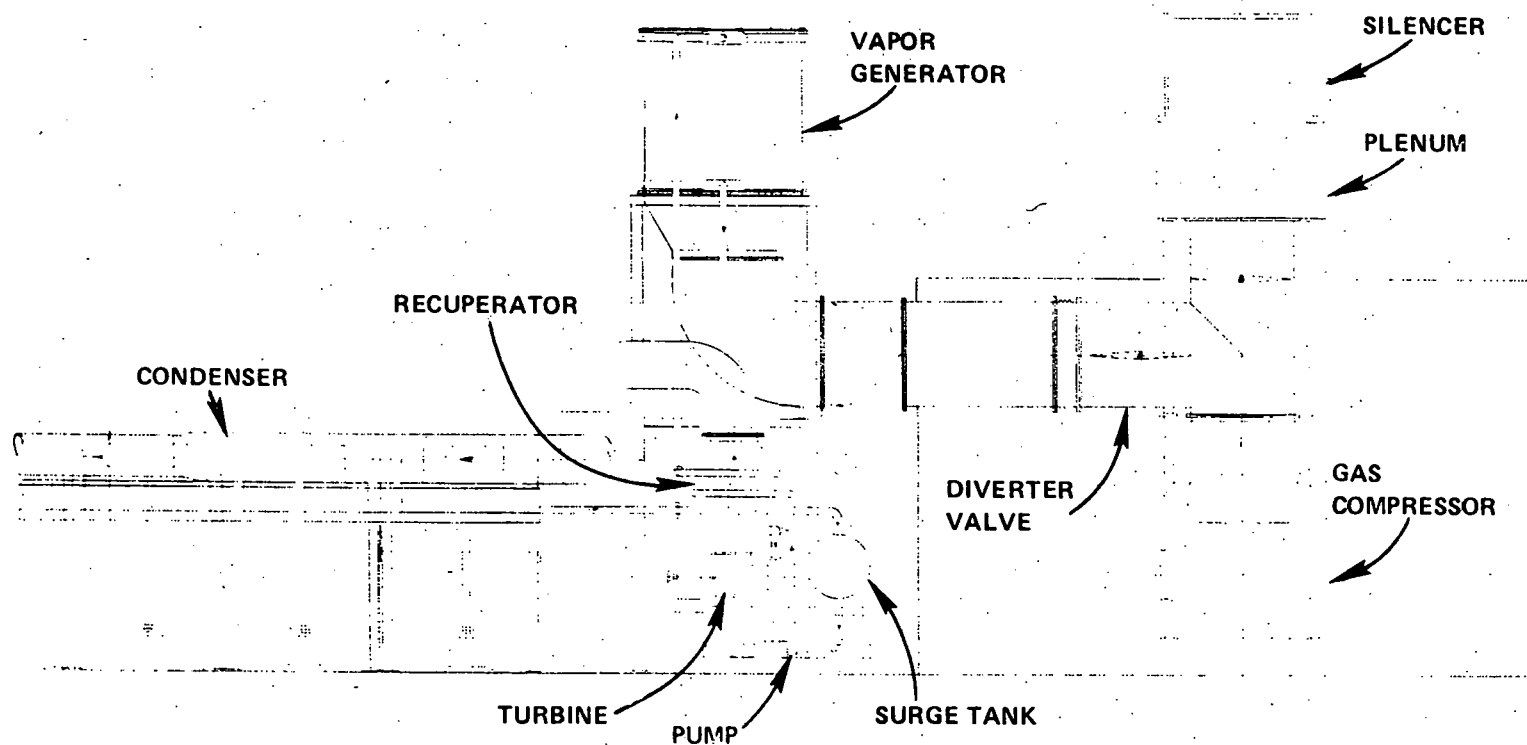 SILENCER
VAPOR
GENERATOR
PLENUM
RECUPERATOR
CONDENSER
DIVERTER
VALVE
GAS
COMPRESSOR
TURBINE
PUMP
SURGE TANK